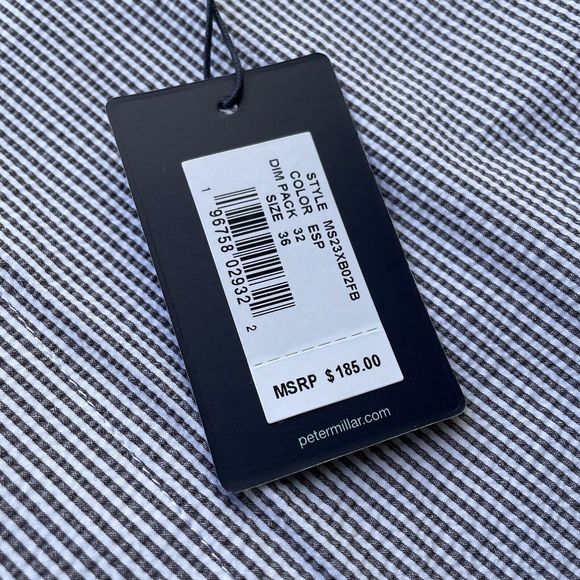 STYLE MS23XB02FB
COLOR ESP
DIM PACK 32
SIZE 36
1 96758 02932 2
MSRP $185.00
petermillar.com